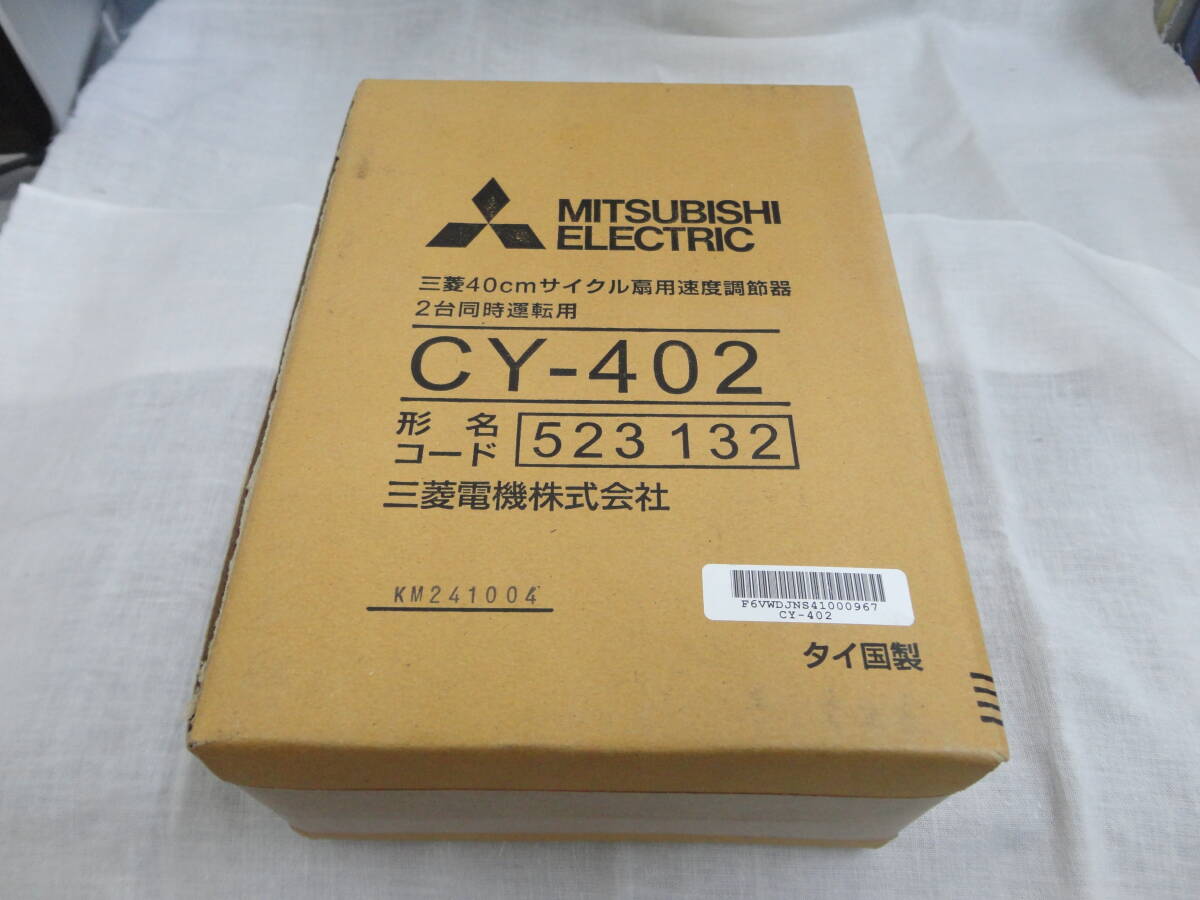 MITSUBISHI
ELECTRIC
三菱40cmサイクル扇用速度調節器
2台同時運転用
CY-402
形名
コード 523 132
三菱電機株式会社
KM241004
F6VWDJNS41000967
CY-402
タイ国製